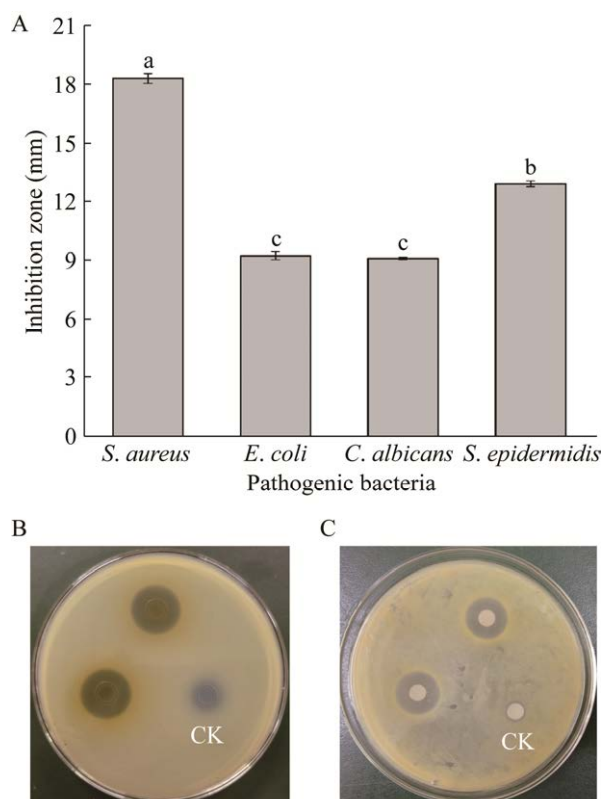 A
21
18
15
12
9
6
3
0
Inhibition zone (mm)
a
c
c
b
S. aureus E. coli C. albicans S. epidermidis
Pathogenic bacteria
B
C
CK
CK